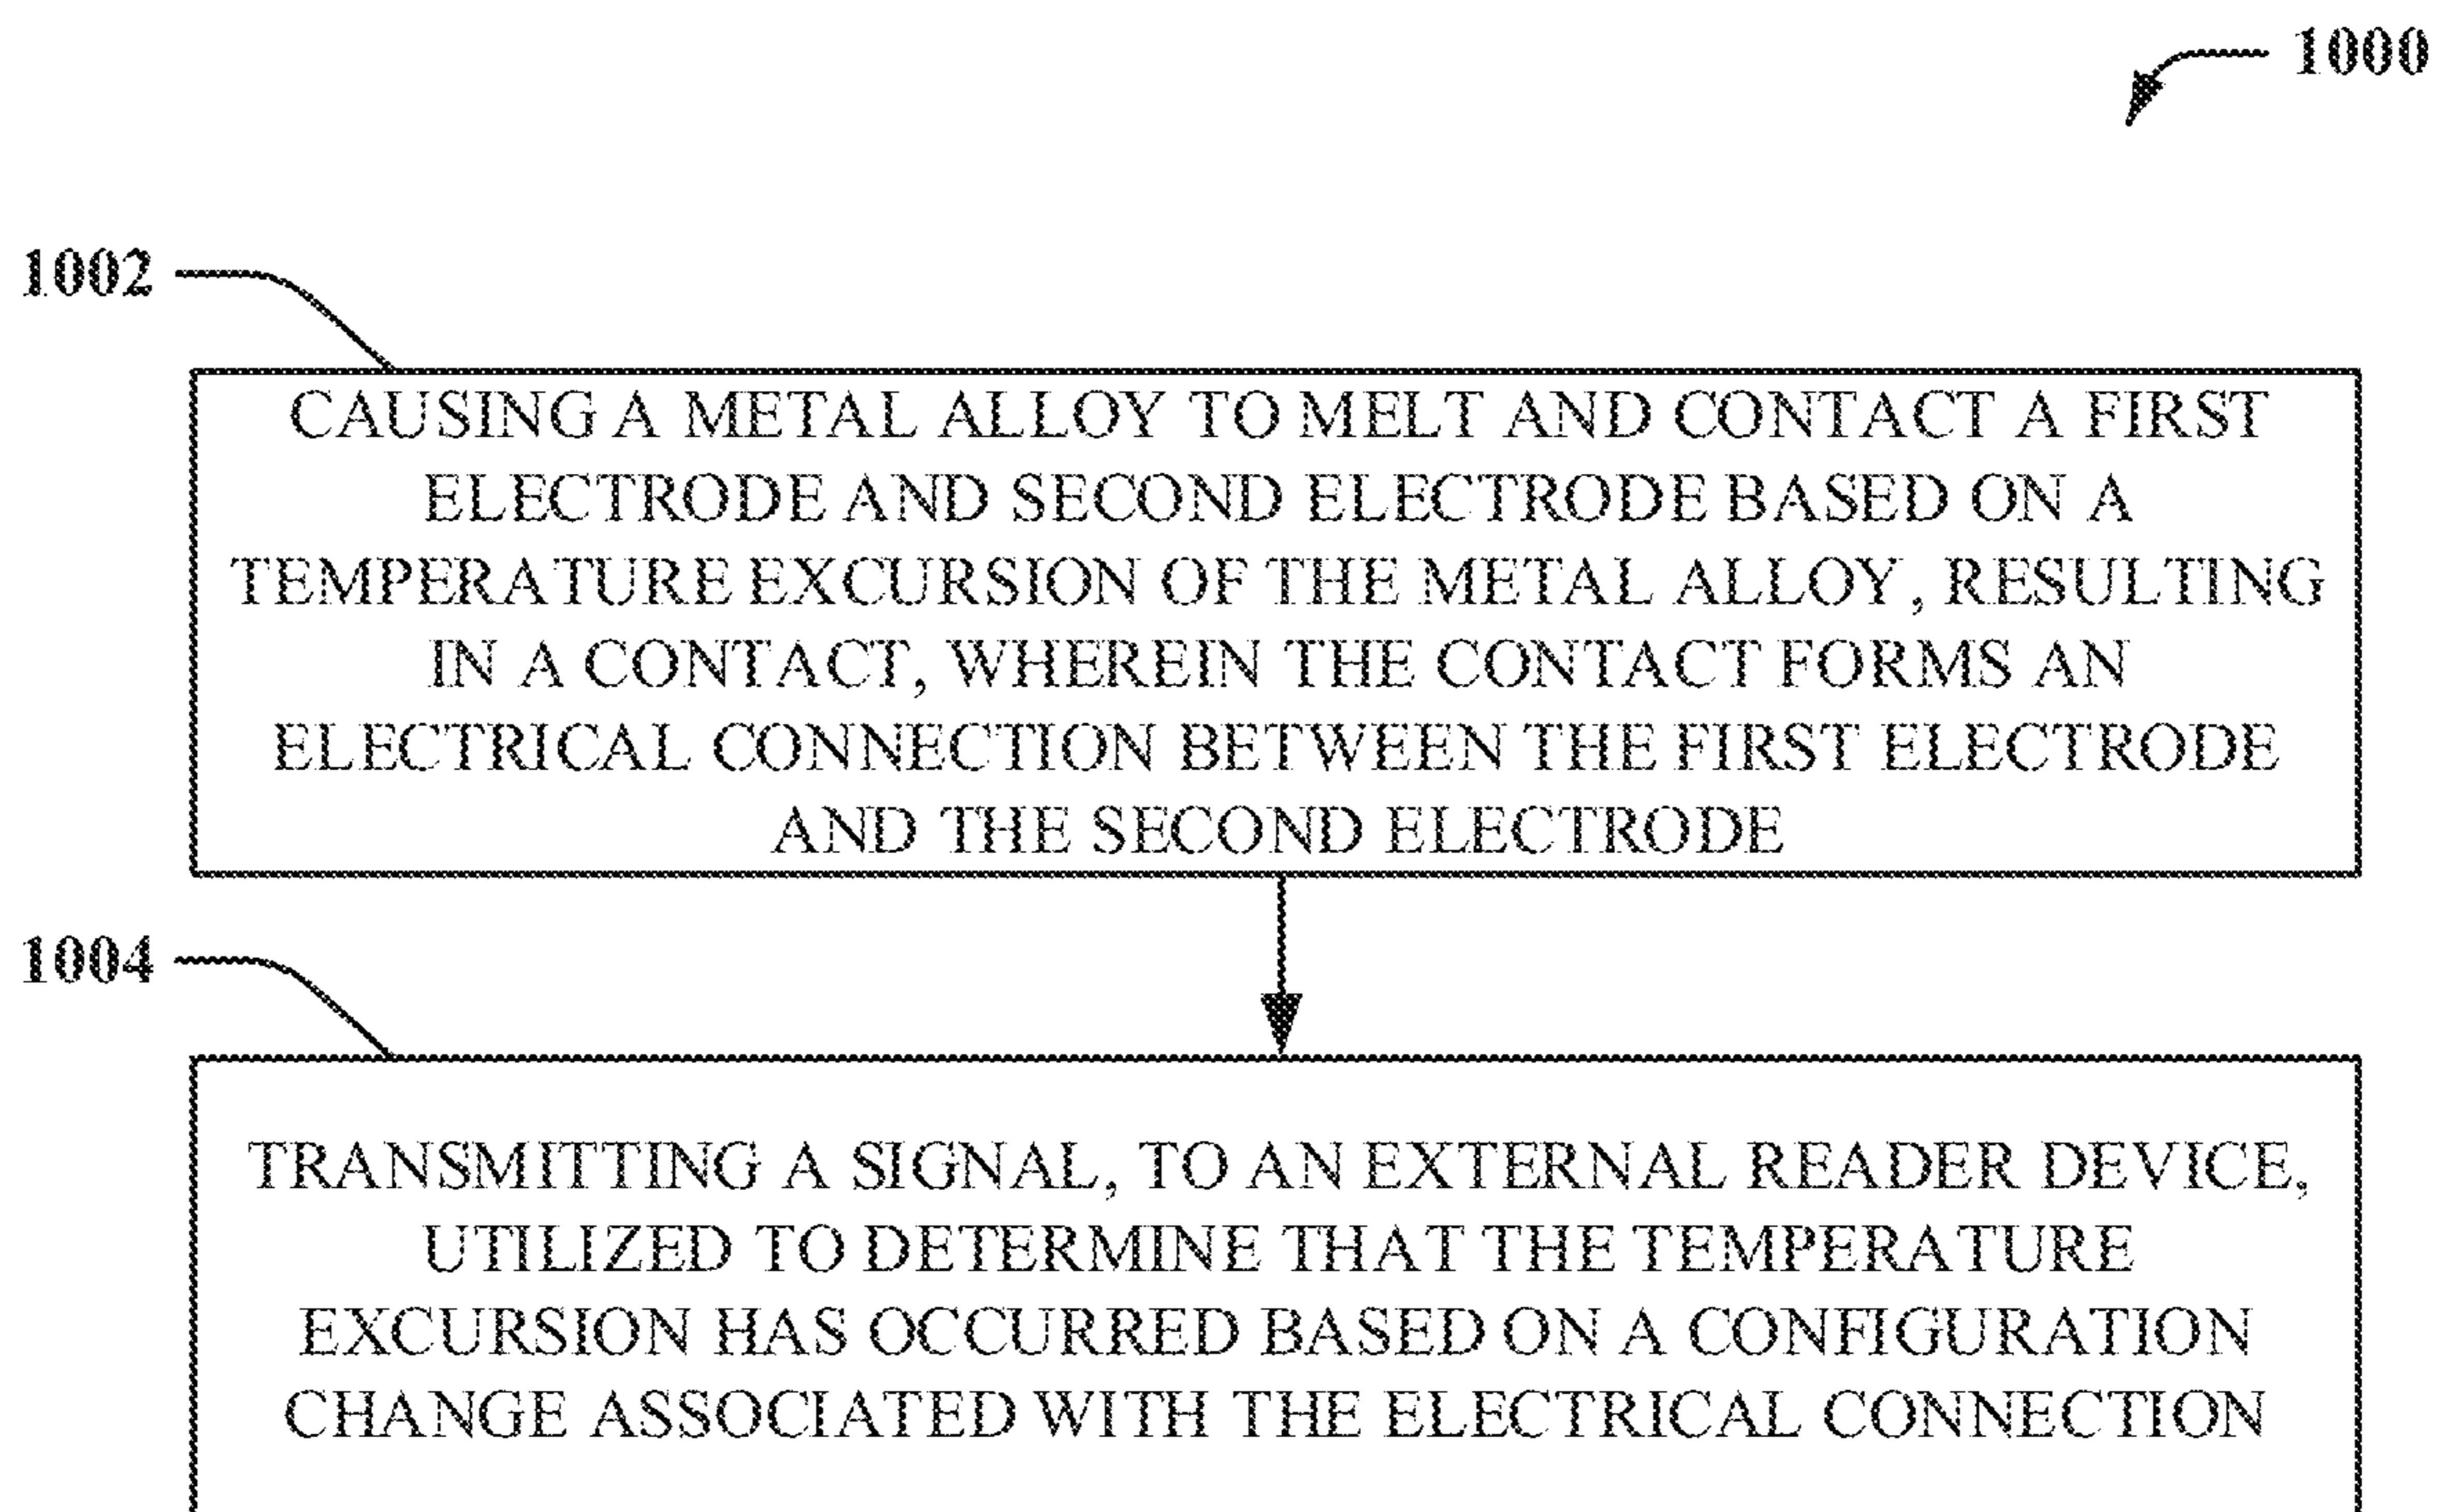 1000
1002
CAUSING A METAL ALLOY TO MELT AND CONTACT A FIRST
ELECTRODE AND SECOND ELECTRODE BASED ON A
TEMPERATURE EXCURSION OF THE METAL ALLOY, RESULTING
IN A CONTACT, WHEREIN THE CONTACT FORMS AN
ELECTRICAL CONNECTION BETWEEN THE FIRST ELECTRODE
AND THE SECOND ELECTRODE
1004
TRANSMITTING A SIGNAL, TO AN EXTERNAL READER DEVICE,
UTILIZED TO DETERMINE THAT THE TEMPERATURE
EXCURSION HAS OCCURRED BASED ON A CONFIGURATION
CHANGE ASSOCIATED WITH THE ELECTRICAL CONNECTION